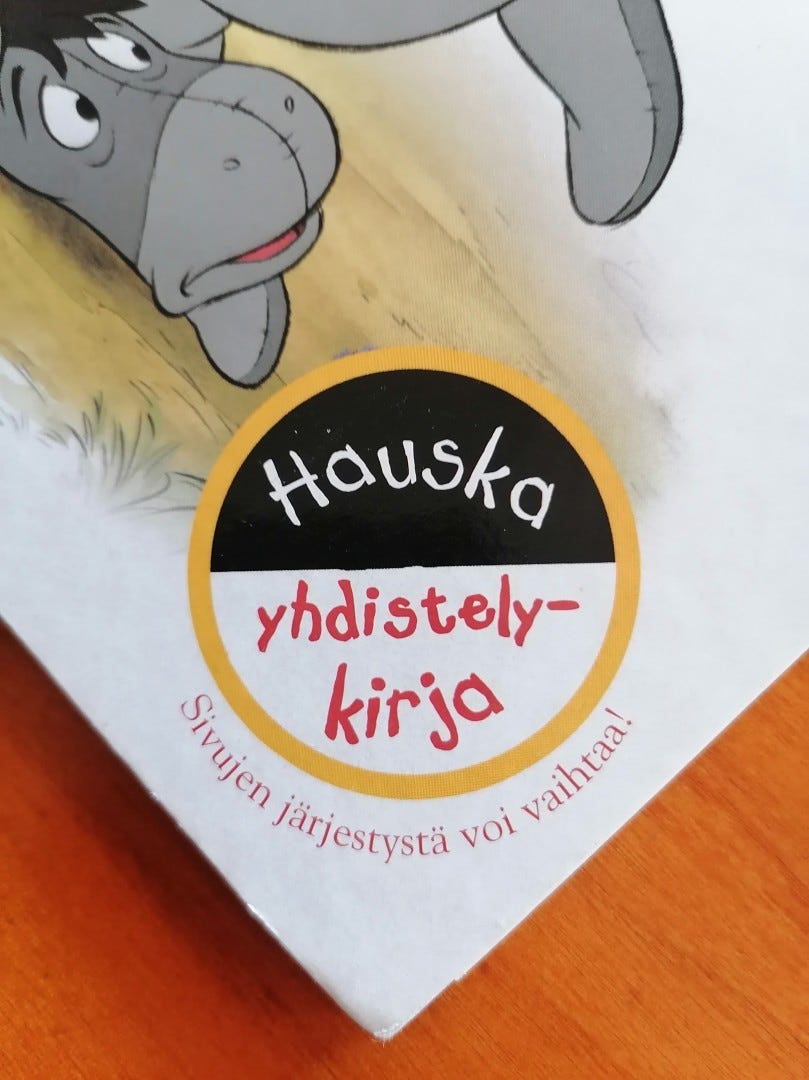 Hauska
yhdistely-
kirja
Sivujen järjestystä voi vaihtaa!